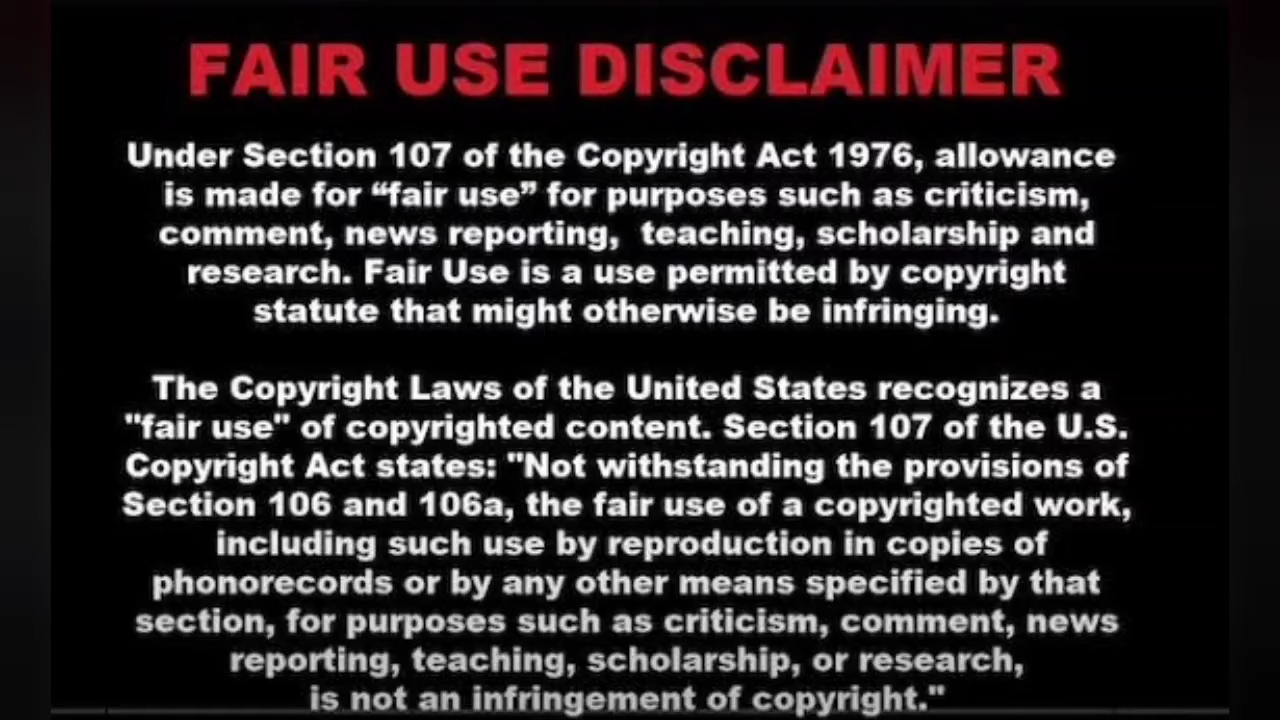 FAIR USE DISCLAIMER
Under Section 107 of the Copyright Act 1976, allowance
is made for “fair use” for purposes such as criticism,
comment, news reporting,  teaching, scholarship and
research. Fair Use is a use permitted by copyright
statute that might otherwise be infringing.
The Copyright Laws of the United States recognizes a
"fair use" of copyrighted content. Section 107 of the U.S.
Copyright Act states: "Not withstanding the provisions of
Section 106 and 106a, the fair use of a copyrighted work,
including such use by reproduction in copies of
phonorecords or by any other means specified by that
section, for purposes such as criticism, comment, news
reporting, teaching, scholarship, or research,
is not an infringement of copyright."